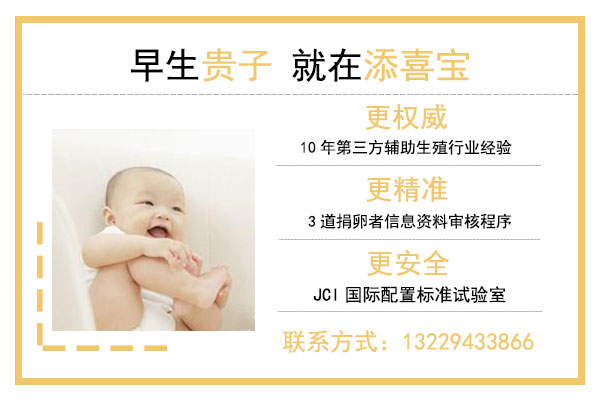 早生贵子 就在添喜宝
更权威
10年第三方辅助生殖行业经验
更精准
3道捐卵者信息资料审核程序
更安全
JCI国际配置标准试验室
联系方式：13229433866